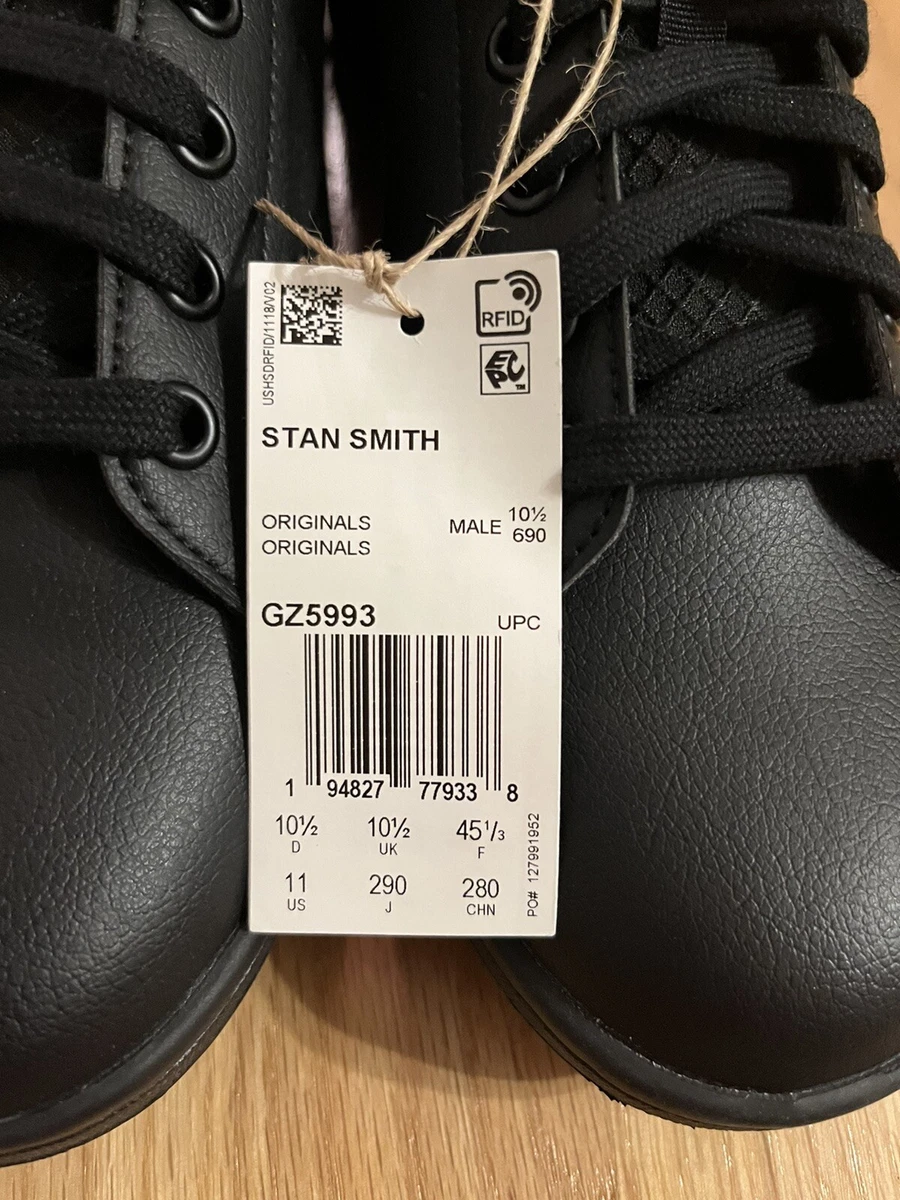 USHSDRFID/1118/V02
RFID
EPC™
STAN SMITH
ORIGINALS
ORIGINALS
MALE 10½
690
GZ5993
UPC
1 94827 77933 8
10½ 10½ 45¹/₃
D UK F
11 290 280
US J CHN
PO# 127991952